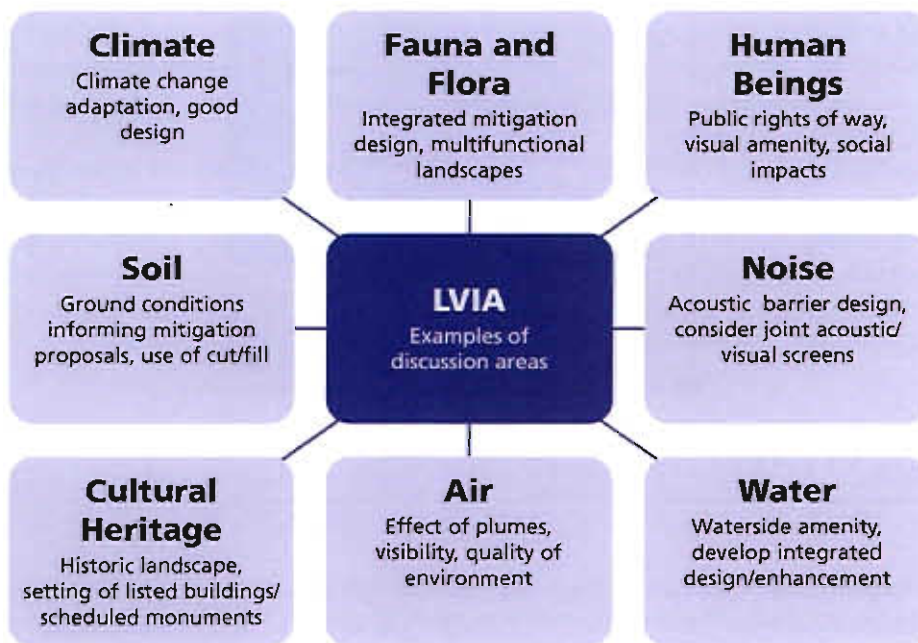 Climate
Climate change
adaptation, good
design
Fauna and
Flora
Integrated mitigation
design, multifunctional
landscapes
Human
Beings
Public rights of way,
visual amenity, social
impacts
Soil
Ground conditions
informing mitigation
proposals, use of cut/fill
LVIA
Examples of
discussion areas
Noise
Acoustic barrier design,
consider joint acoustic/
visual screens
Cultural
Heritage
Historic landscape,
setting of listed buildings/
scheduled monuments
Air
Effect of plumes,
visibility, quality of
environment
Water
Waterside amenity,
develop integrated
design/enhancement